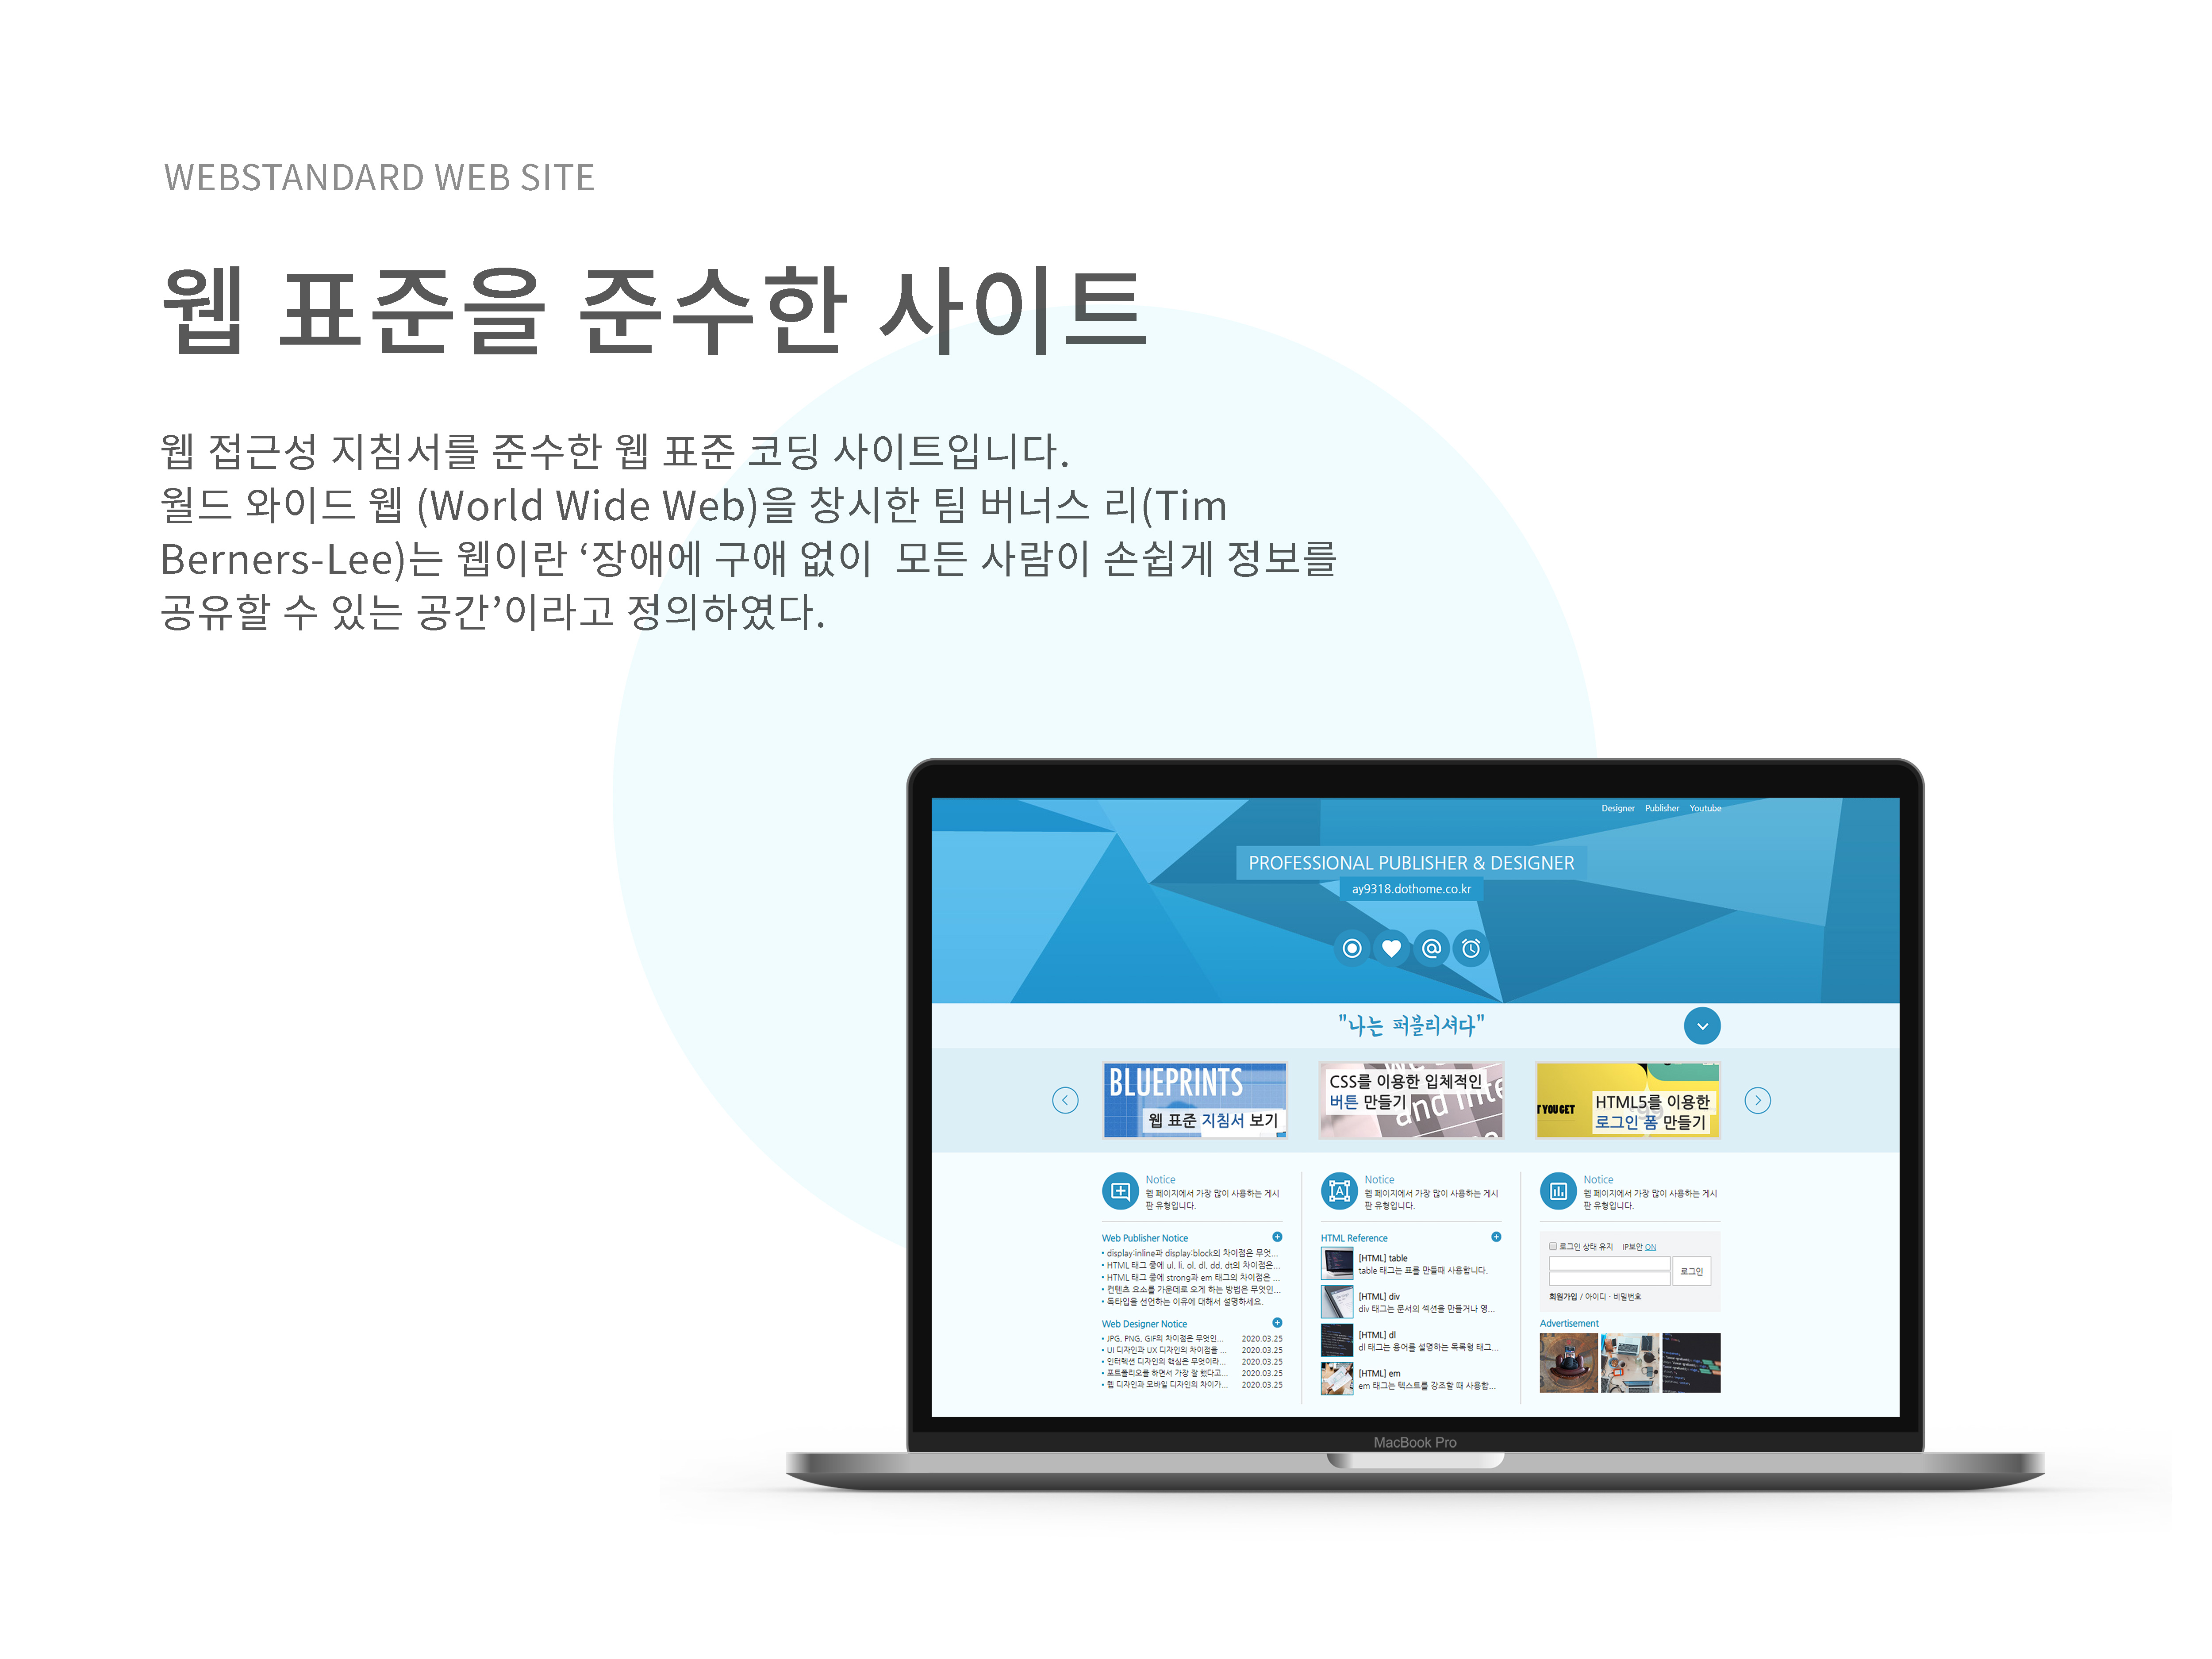 WEBSTANDARD WEB SITE
웹 표준을 준수한 사이트
웹 접근성 지침서를 준수한 웹 표준 코딩 사이트입니다.
월드 와이드 웹 (World Wide Web)을 창시한 팀 버너스 리(Tim
Berners-Lee)는 웹이란 ‘장애에 구애 없이 모든 사람이 손쉽게 정보를
공유할 수 있는 공간’이라고 정의하였다.
Designer Publisher Youtube
PROFESSIONAL PUBLISHER & DESIGNER
ay9318.dothome.co.kr
"나는 퍼블리셔다"
BLUEPRINTS
웹 표준 지침서 보기
CSS를 이용한 입체적인
버튼 만들기
and inte
T YOU GET
HTML5를 이용한
로그인 폼 만들기
Notice
웹 페이지에서 가장 많이 사용하는 게시
판 유형입니다.
Web Publisher Notice
• display:inline과 display:block의 차이점은 무엇...
• HTML 태그 중에 ul, li, ol, dl, dd, dt의 차이점은...
• HTML 태그 중에 strong과 em 태그의 차이점은 ...
• 컨텐츠 요소를 가운데로 오게 하는 방법은 무엇인...
• 독타입을 선언하는 이유에 대해서 설명하세요.
Web Designer Notice
• JPG, PNG, GIF의 차이점은 무엇인... 2020.03.25
• UI 디자인과 UX 디자인의 차이점을 ... 2020.03.25
• 인터렉션 디자인의 핵심은 무엇이라... 2020.03.25
• 포트폴리오를 하면서 가장 잘 했다고... 2020.03.25
• 웹 디자인과 모바일 디자인의 차이가... 2020.03.25
Notice
웹 페이지에서 가장 많이 사용하는 게시
판 유형입니다.
HTML Reference
[HTML] table
table 태그는 표를 만들때 사용합니다.
[HTML] div
div 태그는 문서의 섹션을 만들거나 영...
[HTML] dl
dl 태그는 용어를 설명하는 목록형 태그...
[HTML] em
em 태그는 텍스트를 강조할 때 사용합...
Notice
웹 페이지에서 가장 많이 사용하는 게시
판 유형입니다.
로그인 상태 유지 IP보안 ON
로그인
회원가입 / 아이디 · 비밀번호
Advertisement
MacBook Pro